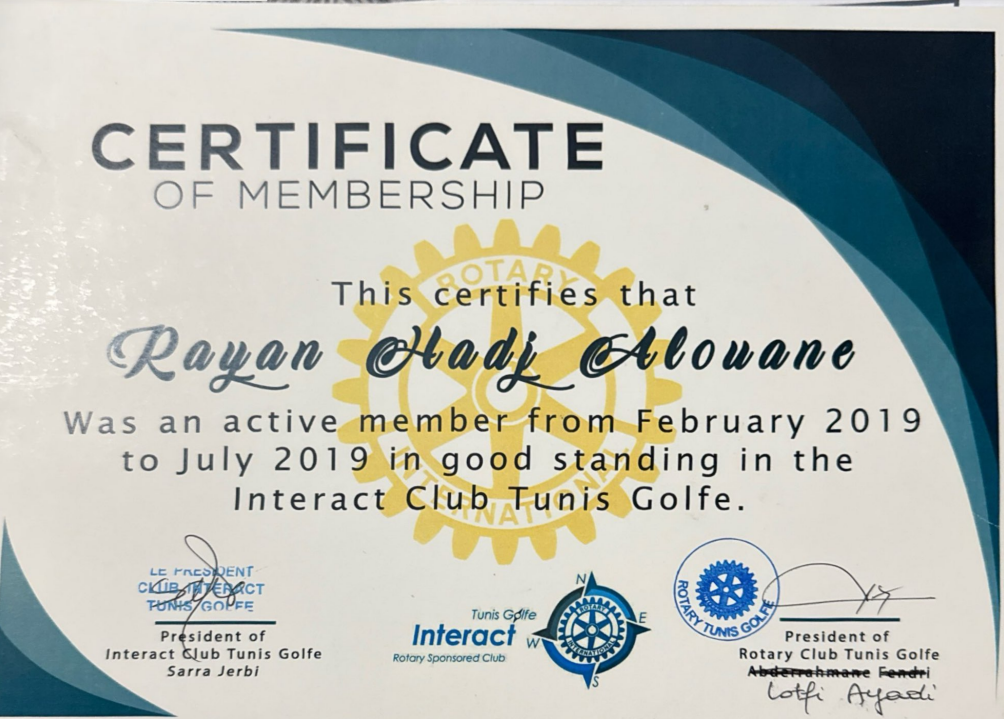 CERTIFICATE
OF MEMBERSHIP
ROTARY
INTERNATIONAL
This certifies that
Rayan Hadj Alouane
Was an active member from February 2019
to July 2019 in good standing in the
Interact Club Tunis Golfe.
LE PRESIDENT
CLUB INTERACT
TUNIS GOLFE
President of
Interact Club Tunis Golfe
Sarra Jerbi
Tunis Golfe
Interact
Rotary Sponsored Club
N
W
E
S
ROTARY
INTERNATIONAL
ROTARY TUNIS GOLFE
President of
Rotary Club Tunis Golfe
Abderrahmane Fendri
Lotfi Ayadi